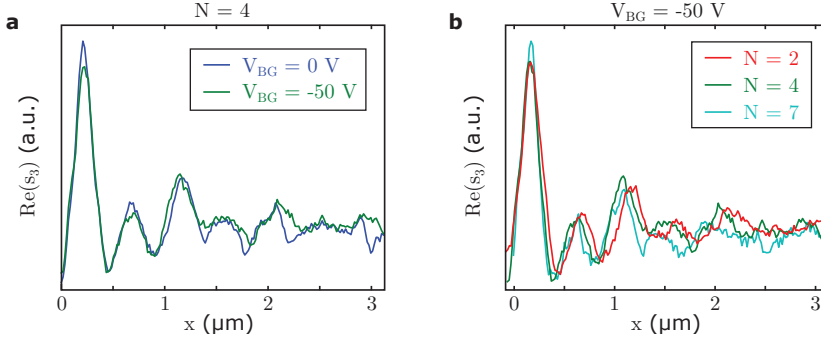 a
N = 4
V_BG = 0 V
V_BG = -50 V
Re(s_3) (a.u.)
0
1
2
3
x (μm)
b
V_BG = -50 V
N = 2
N = 4
N = 7
Re(s_3) (a.u.)
0
1
2
3
x (μm)